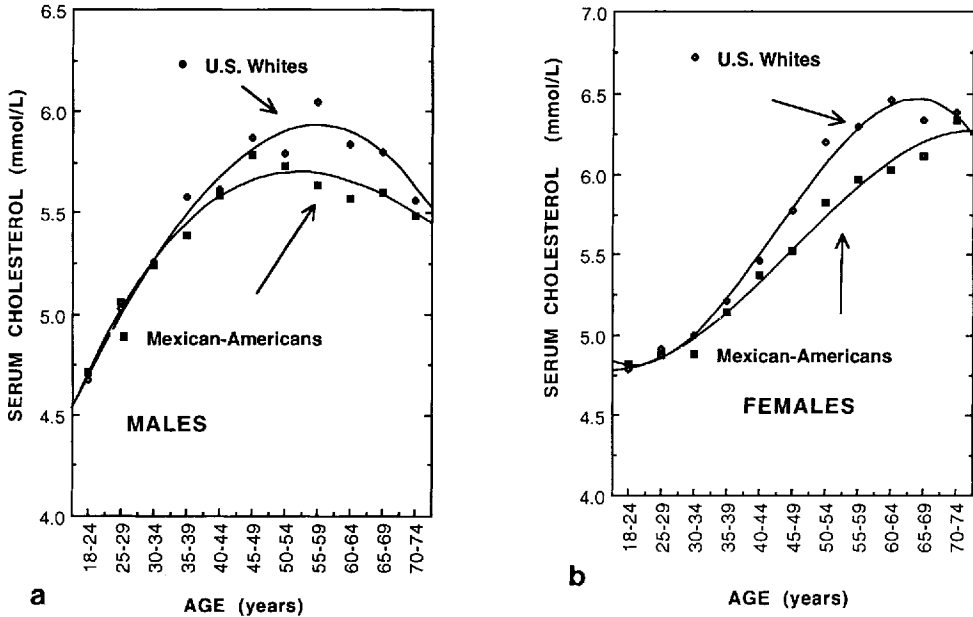 SERUM CHOLESTEROL (mmol/L)
6.5
6.0
5.5
5.0
4.5
4.0
U.S. Whites
Mexican-Americans
MALES
18-24
25-29
30-34
35-39
40-44
45-49
50-54
55-59
60-64
65-69
70-74
a
AGE (years)
SERUM CHOLESTEROL (mmol/L)
7.0
6.5
6.0
5.5
5.0
4.5
4.0
U.S. Whites
Mexican-Americans
FEMALES
18-24
25-29
30-34
35-39
40-44
45-49
50-54
55-59
60-64
65-69
70-74
b
AGE (years)